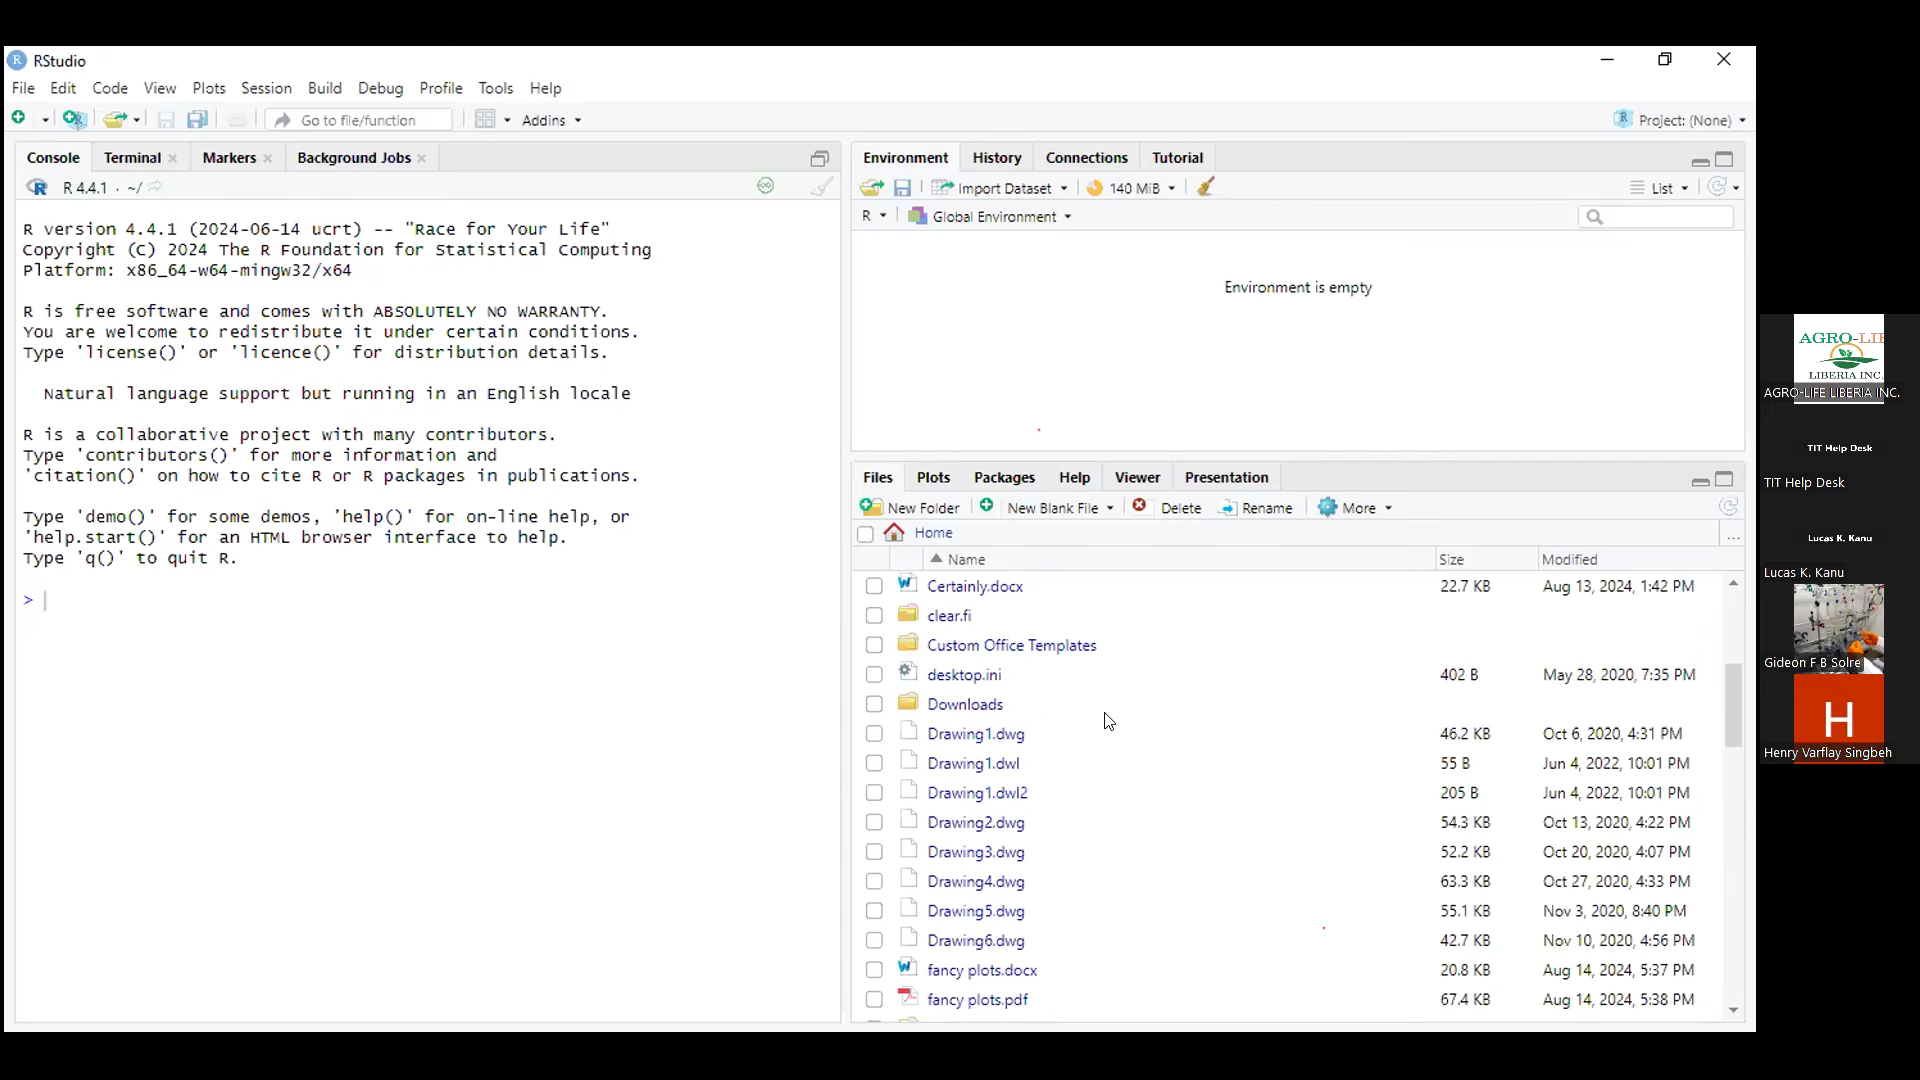 RStudio
File Edit Code View Plots Session Build Debug Profile Tools Help
Go to file/function Addins Project: (None)
Console Terminal Markers Background Jobs
R 4.4.1 · ~/
R version 4.4.1 (2024-06-14 ucrt) -- "Race for Your Life"
Copyright (C) 2024 The R Foundation for Statistical Computing
Platform: x86_64-w64-mingw32/x64
R is free software and comes with ABSOLUTELY NO WARRANTY.
You are welcome to redistribute it under certain conditions.
Type 'license()' or 'licence()' for distribution details.
Natural language support but running in an English locale
R is a collaborative project with many contributors.
Type 'contributors()' for more information and
'citation()' on how to cite R or R packages in publications.
Type 'demo()' for some demos, 'help()' for on-line help, or
'help.start()' for an HTML browser interface to help.
Type 'q()' to quit R.
>
Environment History Connections Tutorial
Import Dataset 140 MiB List
R Global Environment
Environment is empty
Files Plots Packages Help Viewer Presentation
New Folder New Blank File Delete Rename More
Home ...
Name Size Modified
Certainly.docx 22.7 KB Aug 13, 2024, 1:42 PM
clear.fi
Custom Office Templates
desktop.ini 402 B May 28, 2020, 7:35 PM
Downloads
Drawing1.dwg 46.2 KB Oct 6, 2020, 4:31 PM
Drawing1.dwl 55 B Jun 4, 2022, 10:01 PM
Drawing1.dwl2 205 B Jun 4, 2022, 10:01 PM
Drawing2.dwg 54.3 KB Oct 13, 2020, 4:22 PM
Drawing3.dwg 52.2 KB Oct 20, 2020, 4:07 PM
Drawing4.dwg 63.3 KB Oct 27, 2020, 4:33 PM
Drawing5.dwg 55.1 KB Nov 3, 2020, 8:40 PM
Drawing6.dwg 42.7 KB Nov 10, 2020, 4:56 PM
fancy plots.docx 20.8 KB Aug 14, 2024, 5:37 PM
fancy plots.pdf 67.4 KB Aug 14, 2024, 5:38 PM
AGRO-LIF
LIBERIA INC.
AGRO-LIFE LIBERIA INC.
TIT Help Desk
TIT Help Desk
Lucas K. Kanu
Lucas K. Kanu
Gideon F B Solre
H
Henry Varflay Singbeh